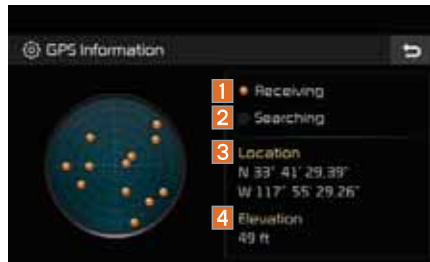 GPS Information
1 Receiving
2 Searching
3 Location
N 33° 41' 29.39"
W 117° 55' 29.26"
4 Elevation
49 ft